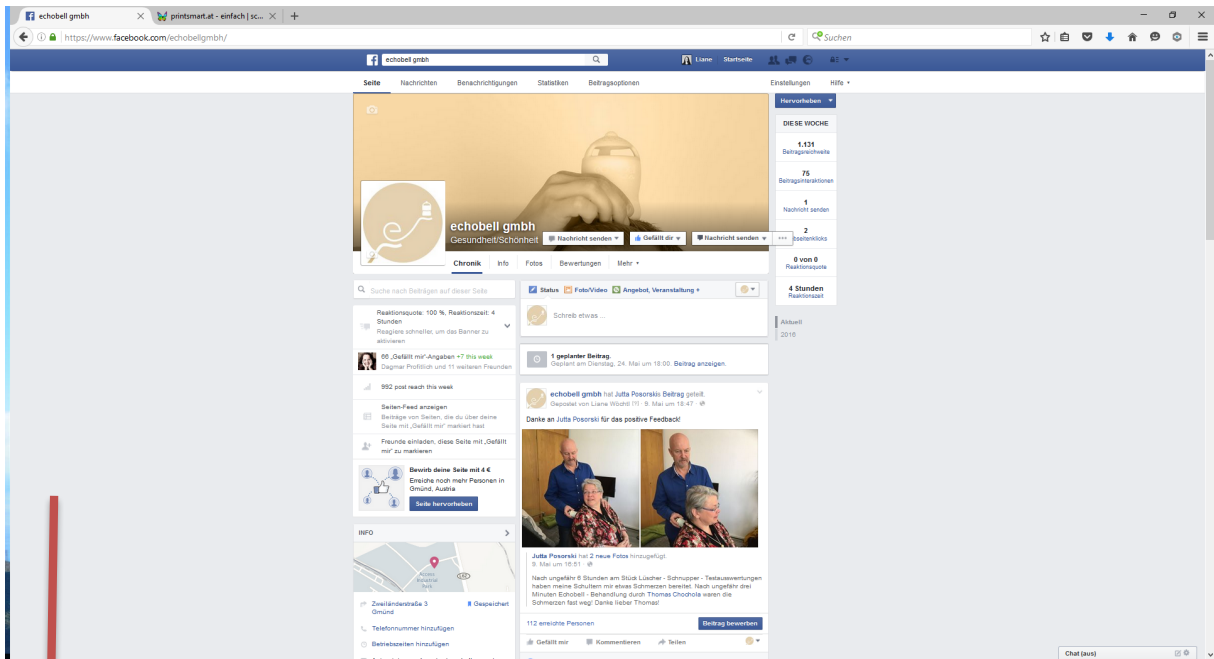 echobell gmbh
printsmart.at - einfach | sc...
https://www.facebook.com/echobellgmbh/
Suchen
echobell gmbh
Liane Startseite
Seite Nachrichten Benachrichtigungen Statistiken Beitragsoptionen Einstellungen Hilfe
Hervorheben
DIESE WOCHE
1.131
Beitragsreichweite
75
Beitragsinteraktionen
1
Nachricht senden
2
bseitenklicks
0 von 0
Reaktionsquote
4 Stunden
Reaktionszeit
Aktuell
2016
echobell gmbh
Gesundheit/Schönheit
Nachricht senden Gefällt dir Nachricht senden
Chronik Info Fotos Bewertungen Mehr
Suche nach Beiträgen auf dieser Seite
Reaktionsquote: 100 %, Reaktionszeit: 4
Stunden
Reagiere schneller, um das Banner zu
aktivieren
66 „Gefällt mir“-Angaben +7 this week
Dagmar Profitlich und 11 weiteren Freunden
992 post reach this week
Seiten-Feed anzeigen
Beiträge von Seiten, die du über deine
Seite mit „Gefällt mir“ markiert hast
Freunde einladen, diese Seite mit „Gefällt
mir“ zu markieren
Bewirb deine Seite mit 4 €
Erreiche noch mehr Personen in
Gmünd, Austria
Seite hervorheben
INFO
Access
Industrial
Park
Zweiländerstraße 3
Gmünd
Gespeichert
Telefonnummer hinzufügen
Betriebszeiten hinzufügen
Status Foto/Video Angebot, Veranstaltung +
Schreib etwas ...
1 geplanter Beitrag.
Geplant am Dienstag, 24. Mai um 18:00. Beitrag anzeigen.
echobell gmbh hat Jutta Posorskis Beitrag geteilt.
Gepostet von Liane 9. Mai um 18:47
Danke an Jutta Posorski für das positive Feedback!
Jutta Posorski hat 2 neue Fotos hinzugefügt.
9. Mai um 16:51
Nach ungefähr 6 Stunden am Stück Lüscher - Schnupper - Testauswertungen
haben meine Schultern mir etwas Schmerzen bereitet. Nach ungefähr drei
Minuten Echobell - Behandlung durch Thomas Chochola waren die
Schmerzen fast weg! Danke lieber Thomas!
112 erreichte Personen
Beitrag bewerben
Gefällt mir Kommentieren Teilen
Chat (aus)